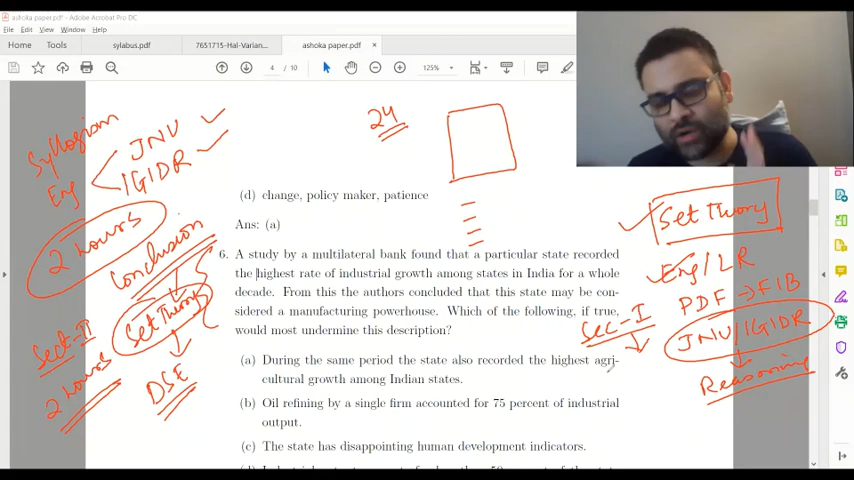 ashoka paper.pdf - Adobe Acrobat Pro DC
File Edit View Window Help
Home Tools sylabus.pdf 7651715-Hal-Varian... ashoka paper.pdf ×
4 / 10 125%
Syllogism
Eng
JNU
IGIDR
2 hours
Conclusion
Set Theory
DSE
Sect-II
2 hours
24
(d) change, policy maker, patience
Ans: (a)
6. A study by a multilateral bank found that a particular state recorded
the highest rate of industrial growth among states in India for a whole
decade. From this the authors concluded that this state may be con-
sidered a manufacturing powerhouse. Which of the following, if true,
would most undermine this description?
(a) During the same period the state also recorded the highest agri-
cultural growth among Indian states.
(b) Oil refining by a single firm accounted for 75 percent of industrial
output.
(c) The state has disappointing human development indicators.
Set Theory
Eng/LR
PDF → FIB
Sec-I
JNU/IGIDR
Reasoning